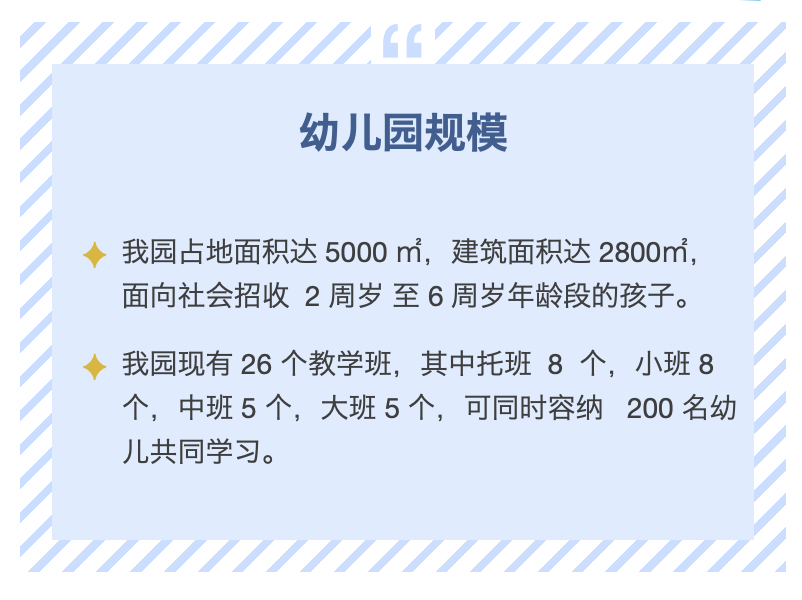 幼儿园规模
我园占地面积达 5000 ㎡，建筑面积达 2800㎡，
面向社会招收 2 周岁 至 6 周岁年龄段的孩子。
我园现有 26 个教学班，其中托班 8 个，小班 8
个，中班 5 个，大班 5 个，可同时容纳 200 名幼
儿共同学习。